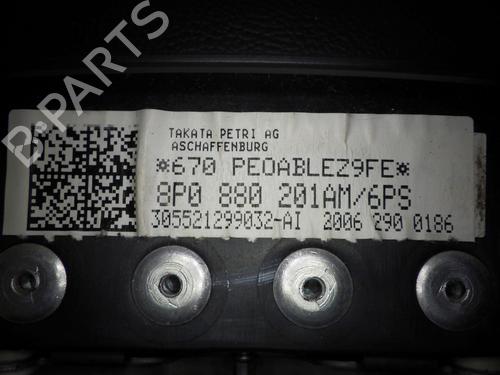 B-PARTS
TAKATA PETRI AG
ASCHAFFENBURG
*670 PEOABLEZ9FE*
8P0 880 201AM/6PS
305521299032-AI 2006 290 0186